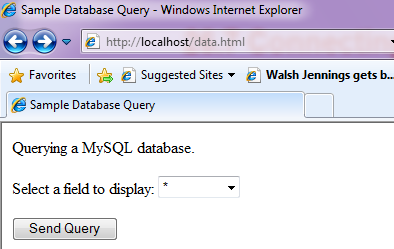 Sample Database Query - Windows Internet Explorer
http://localhost/data.html
Favorites Suggested Sites Walsh Jennings gets b...
Sample Database Query
Querying a MySQL database.
Select a field to display: *
Send Query